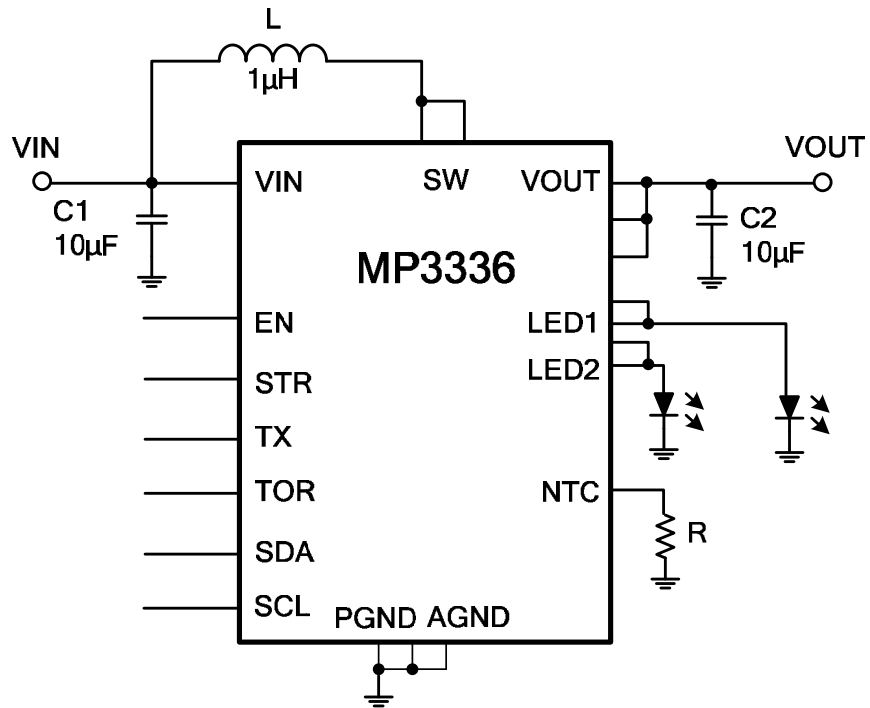 L
1µH
VIN
VOUT
VIN
SW
VOUT
C1
10µF
C2
10µF
MP3336
EN
LED1
STR
LED2
TX
TOR
NTC
R
SDA
SCL
PGND
AGND